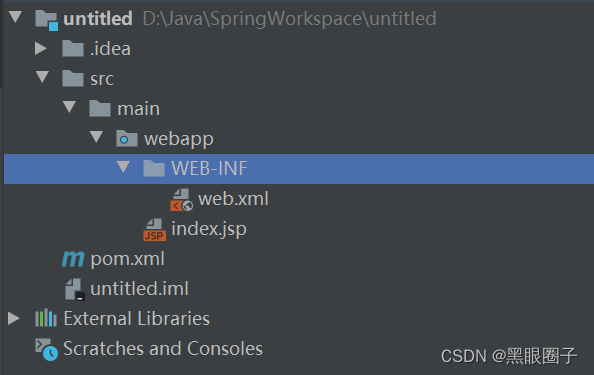 untitled D:\Java\SpringWorkspace\untitled
.idea
src
main
webapp
WEB-INF
web.xml
JSP index.jsp
m pom.xml
untitled.iml
External Libraries
Scratches and Consoles
CSDN @黑眼圈子